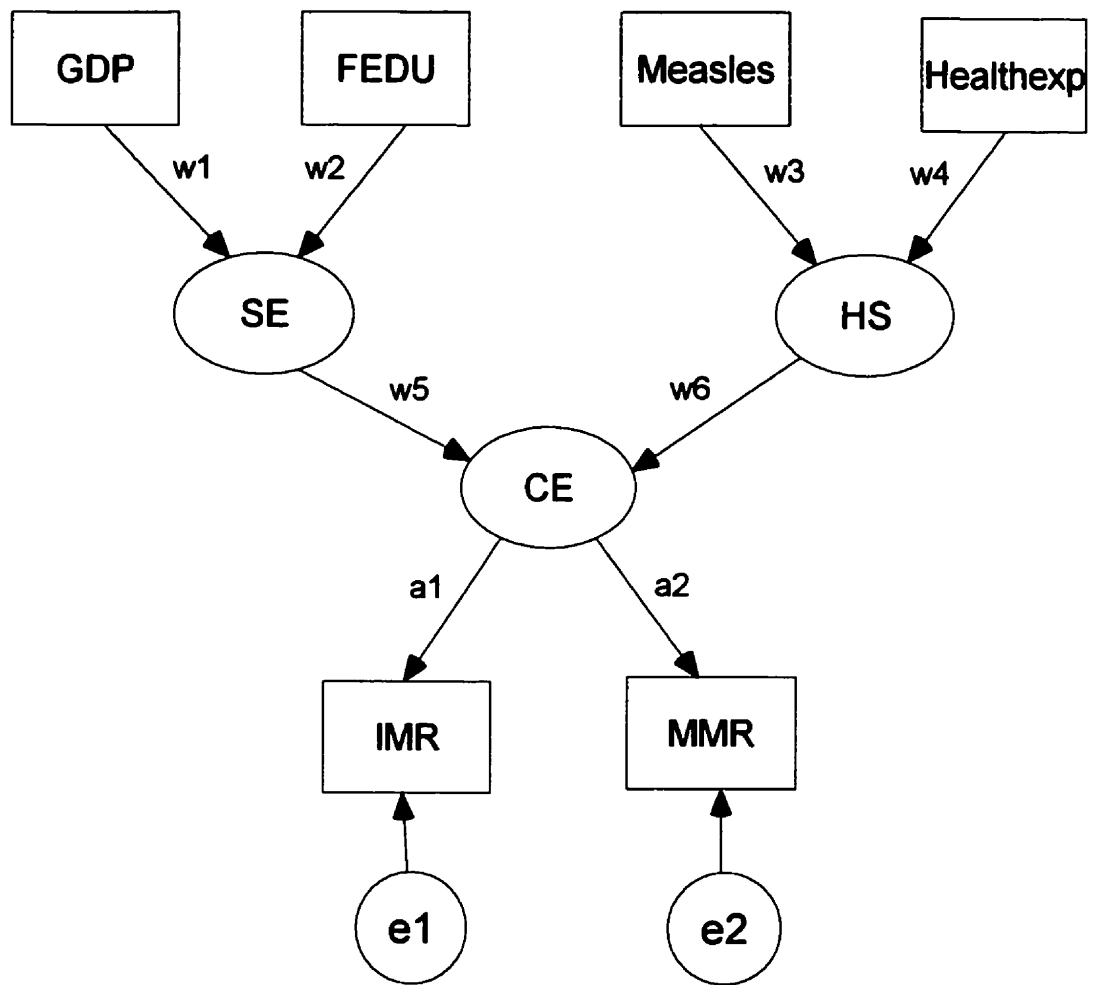 GDP
FEDU
Measles
Healthexp
w1
w2
w3
w4
SE
HS
w5
w6
CE
a1
a2
IMR
MMR
e1
e2